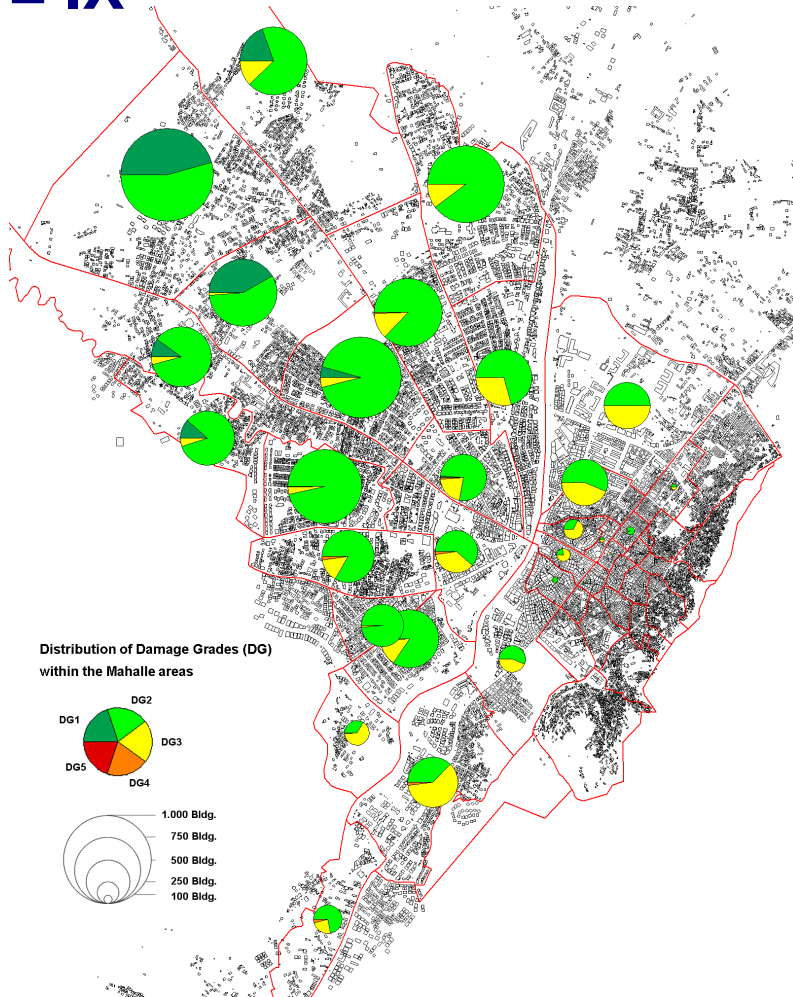 Distribution of Damage Grades (DG)
within the Mahalle areas
DG2
DG1
DG3
DG5
DG4
1.000 Bldg.
750 Bldg.
500 Bldg.
250 Bldg.
100 Bldg.